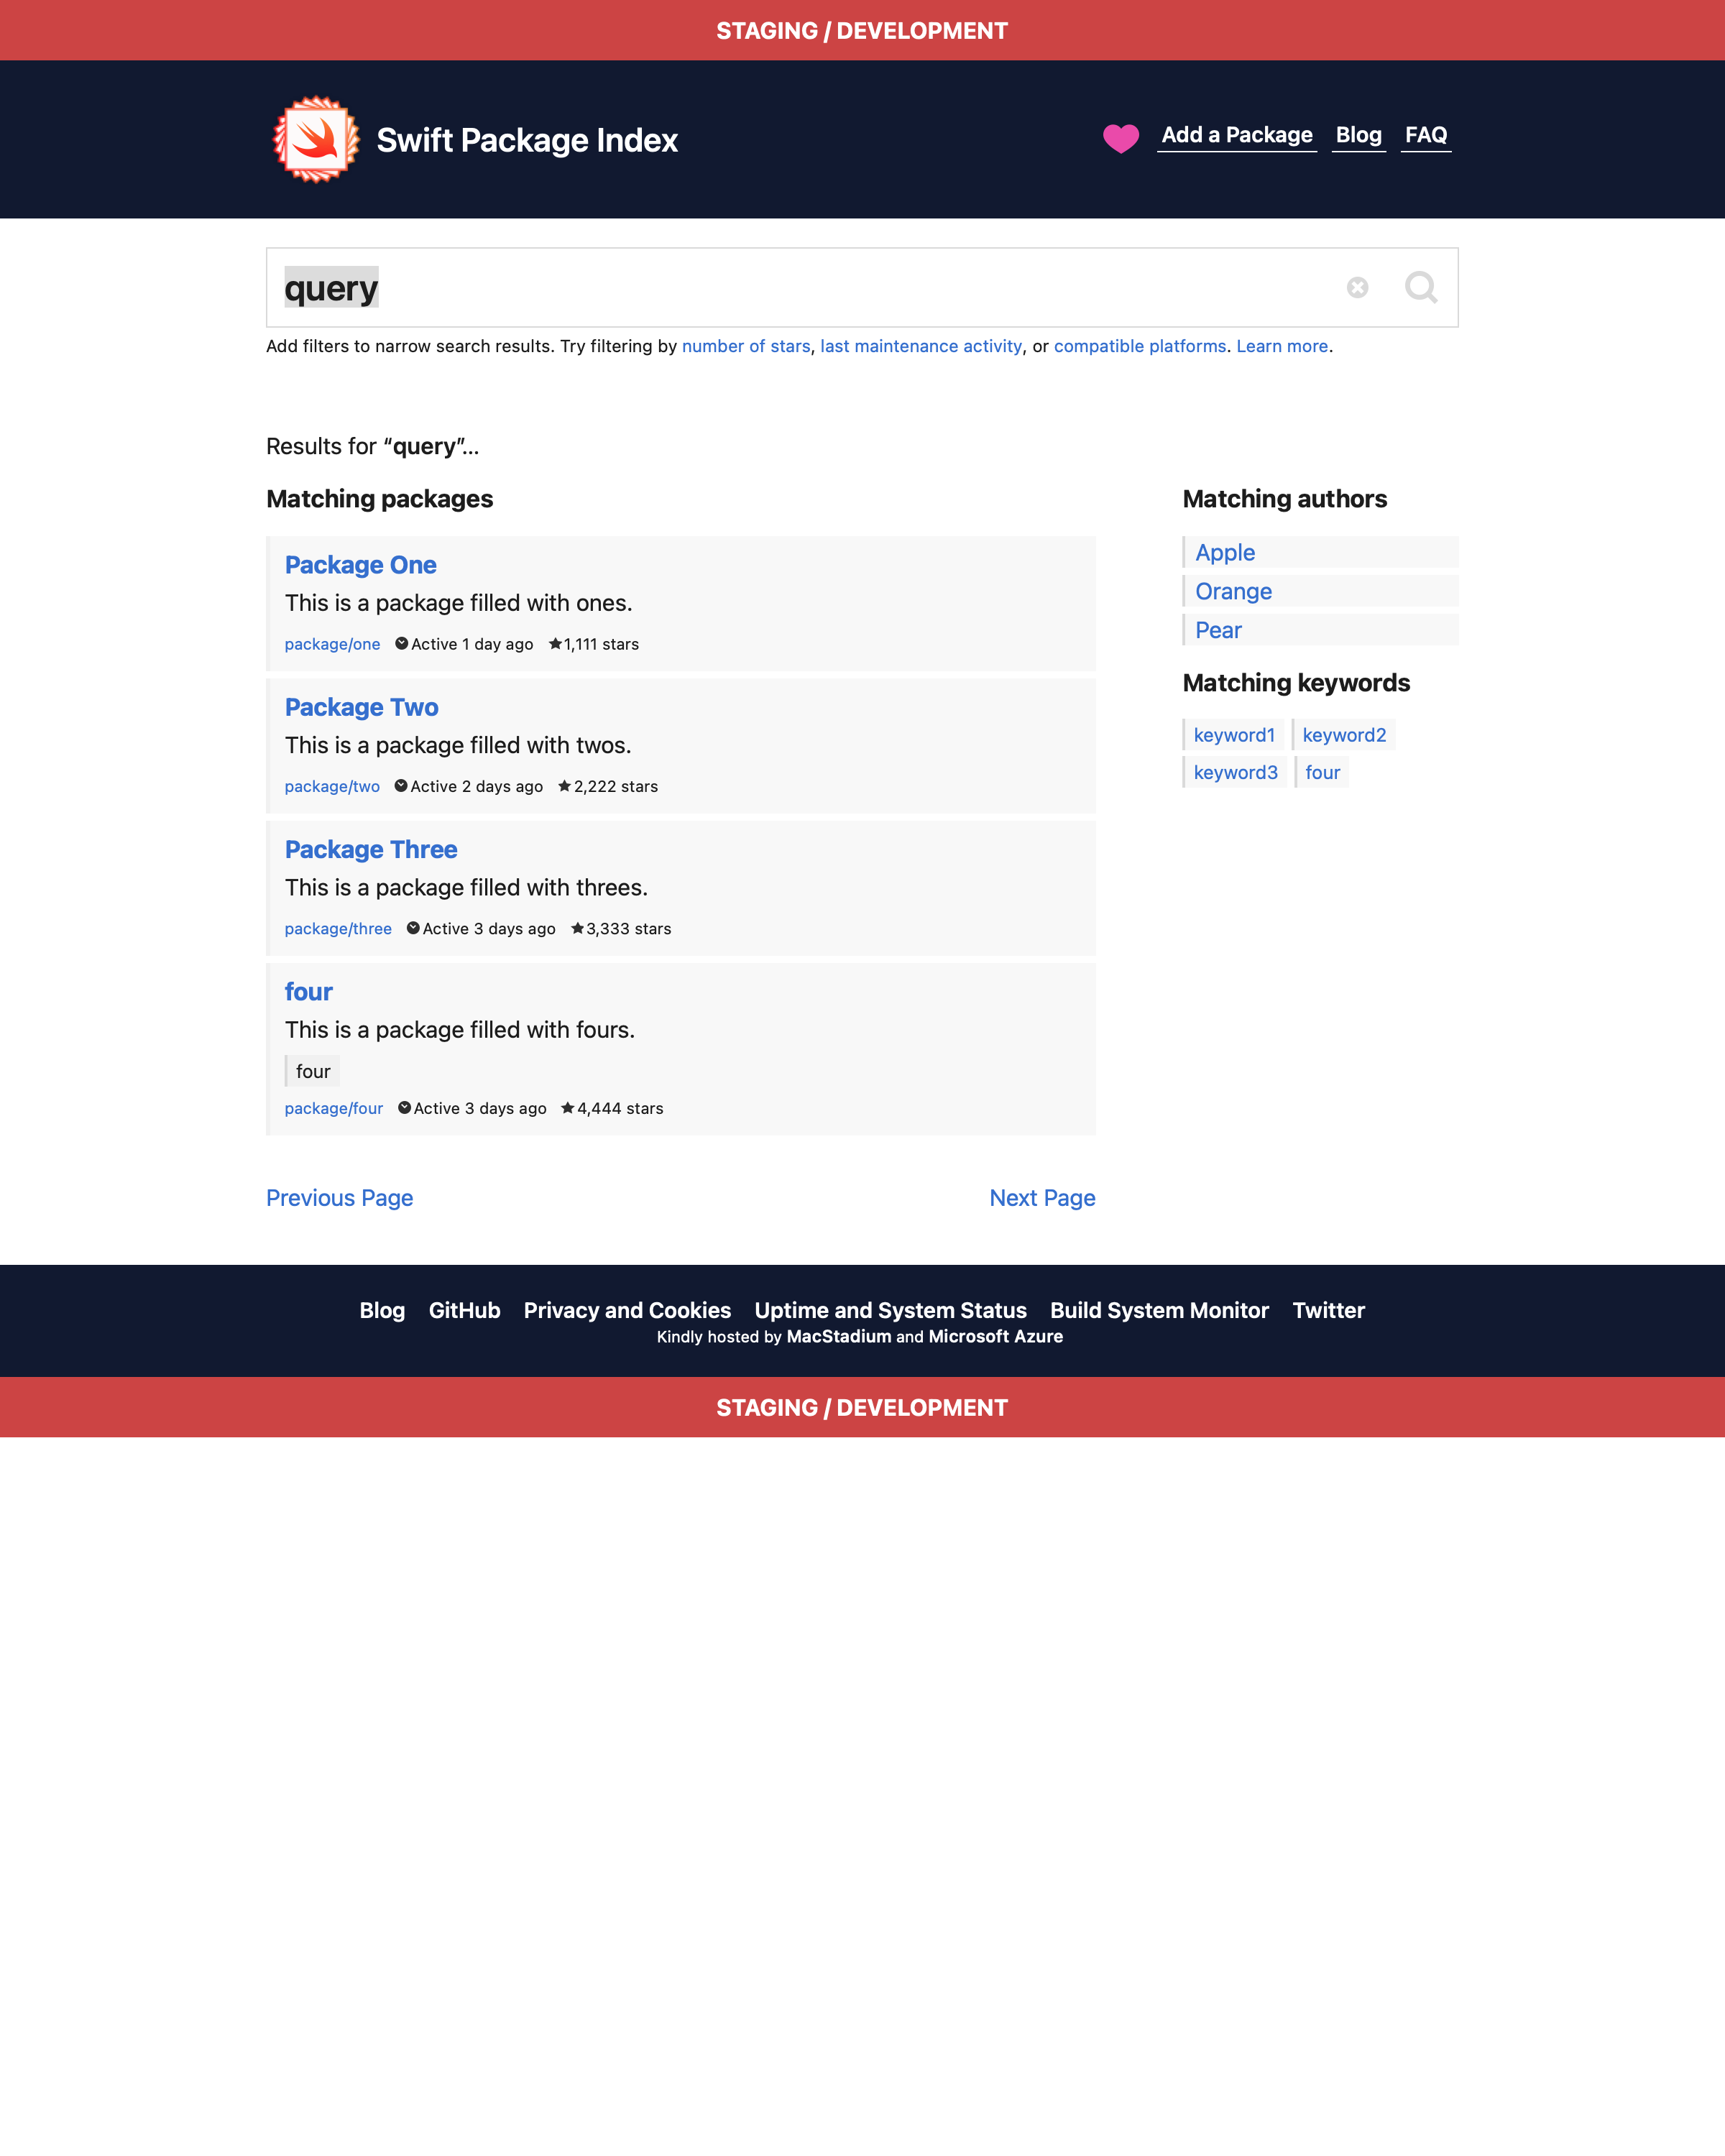 STAGING / DEVELOPMENT
Swift Package Index
Add a Package Blog FAQ
query
Add filters to narrow search results. Try filtering by number of stars, last maintenance activity, or compatible platforms. Learn more.
Results for “query”…
Matching packages
Package One
This is a package filled with ones.
package/one Active 1 day ago 1,111 stars
Package Two
This is a package filled with twos.
package/two Active 2 days ago 2,222 stars
Package Three
This is a package filled with threes.
package/three Active 3 days ago 3,333 stars
four
This is a package filled with fours.
four
package/four Active 3 days ago 4,444 stars
Previous Page Next Page
Matching authors
Apple
Orange
Pear
Matching keywords
keyword1 keyword2
keyword3 four
Blog GitHub Privacy and Cookies Uptime and System Status Build System Monitor Twitter
Kindly hosted by MacStadium and Microsoft Azure
STAGING / DEVELOPMENT